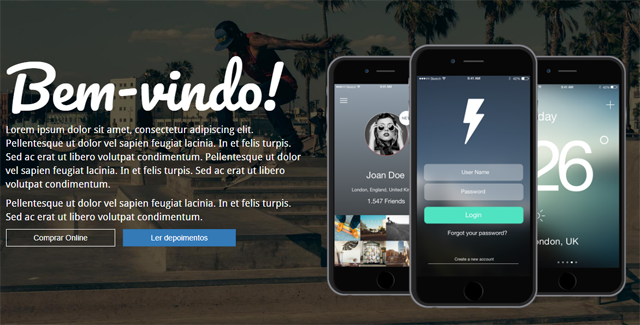 Bem-vindo!
Lorem ipsum dolor sit amet, consectetur adipiscing elit.
Pellentesque ut dolor vel sapien feugiat lacinia. In et felis turpis.
Sed ac erat ut libero volutpat condimentum. Pellentesque ut dolor
vel sapien feugiat lacinia. In et felis turpis. Sed ac erat ut libero
volutpat condimentum.
Pellentesque ut dolor vel sapien feugiat lacinia. In et felis turpis.
Sed ac erat ut libero volutpat condimentum.
Comprar Online
Ler depoimentos
Joan Doe
London, England, United Kin
1,547 Friends
9:41 AM
User Name
Password
Login
Forgot your password?
Create a new account
day
26°
ondon, UK